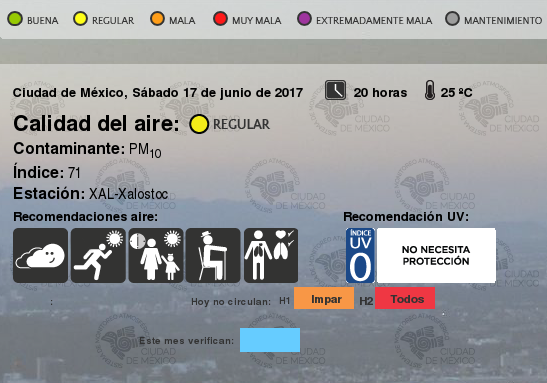 BUENA REGULAR MALA MUY MALA EXTREMADAMENTE MALA MANTENIMIENTO
Ciudad de México, Sábado 17 de junio de 2017 20 horas 25 ºC
Calidad del aire: REGULAR
Contaminante: PM10
Índice: 71
Estación: XAL-Xalostoc
Recomendaciones aire: Recomendación UV:
ÍNDICE
UV
0
NO NECESITA
PROTECCIÓN
: Hoy no circulan: H1 Impar H2 Todos
Este mes verifican:
CIUDAD
DE MÉXICO